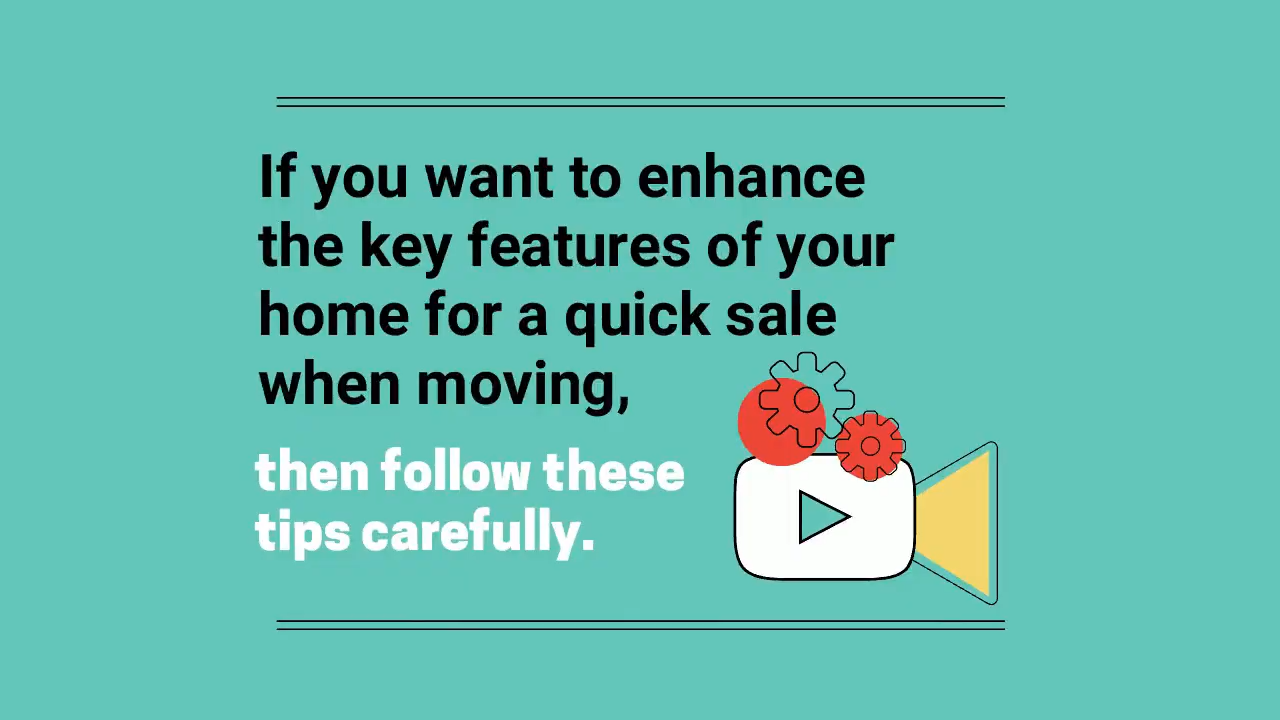 If you want to enhance
the key features of your
home for a quick sale
when moving,
then follow these
tips carefully.